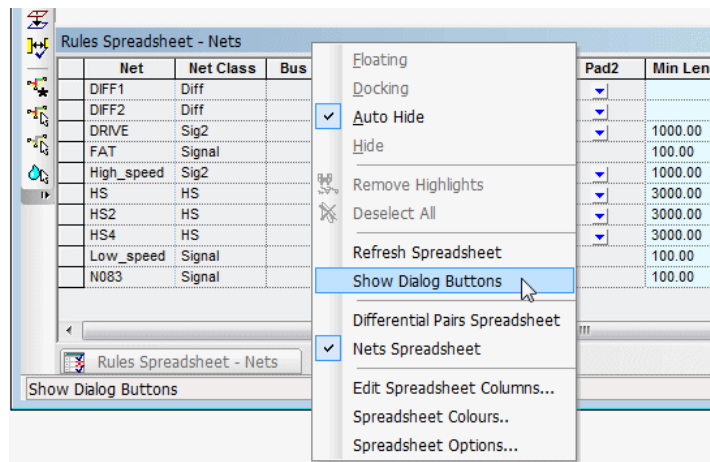 Rules Spreadsheet - Nets
Net Net Class Bus Pad2 Min Len
DIFF1 Diff
DIFF2 Diff
DRIVE Sig2 1000.00
FAT Signal 100.00
High_speed Sig2 1000.00
HS HS 3000.00
HS2 HS 3000.00
HS4 HS 3000.00
Low_speed Signal 100.00
N083 Signal 100.00
Rules Spreadsheet - Nets
Show Dialog Buttons
Floating
Docking
Auto Hide
Hide
Remove Highlights
Deselect All
Refresh Spreadsheet
Show Dialog Buttons
Differential Pairs Spreadsheet
Nets Spreadsheet
Edit Spreadsheet Columns...
Spreadsheet Colours..
Spreadsheet Options...